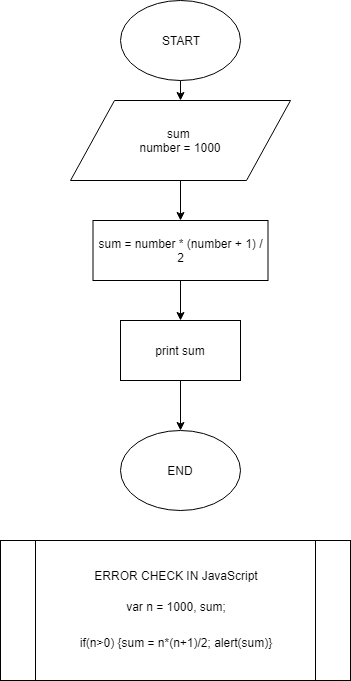 START
sum
number = 1000
sum = number * (number + 1) /
2
print sum
END
ERROR CHECK IN JavaScript
var n = 1000, sum;
if(n>0) {sum = n*(n+1)/2; alert(sum)}